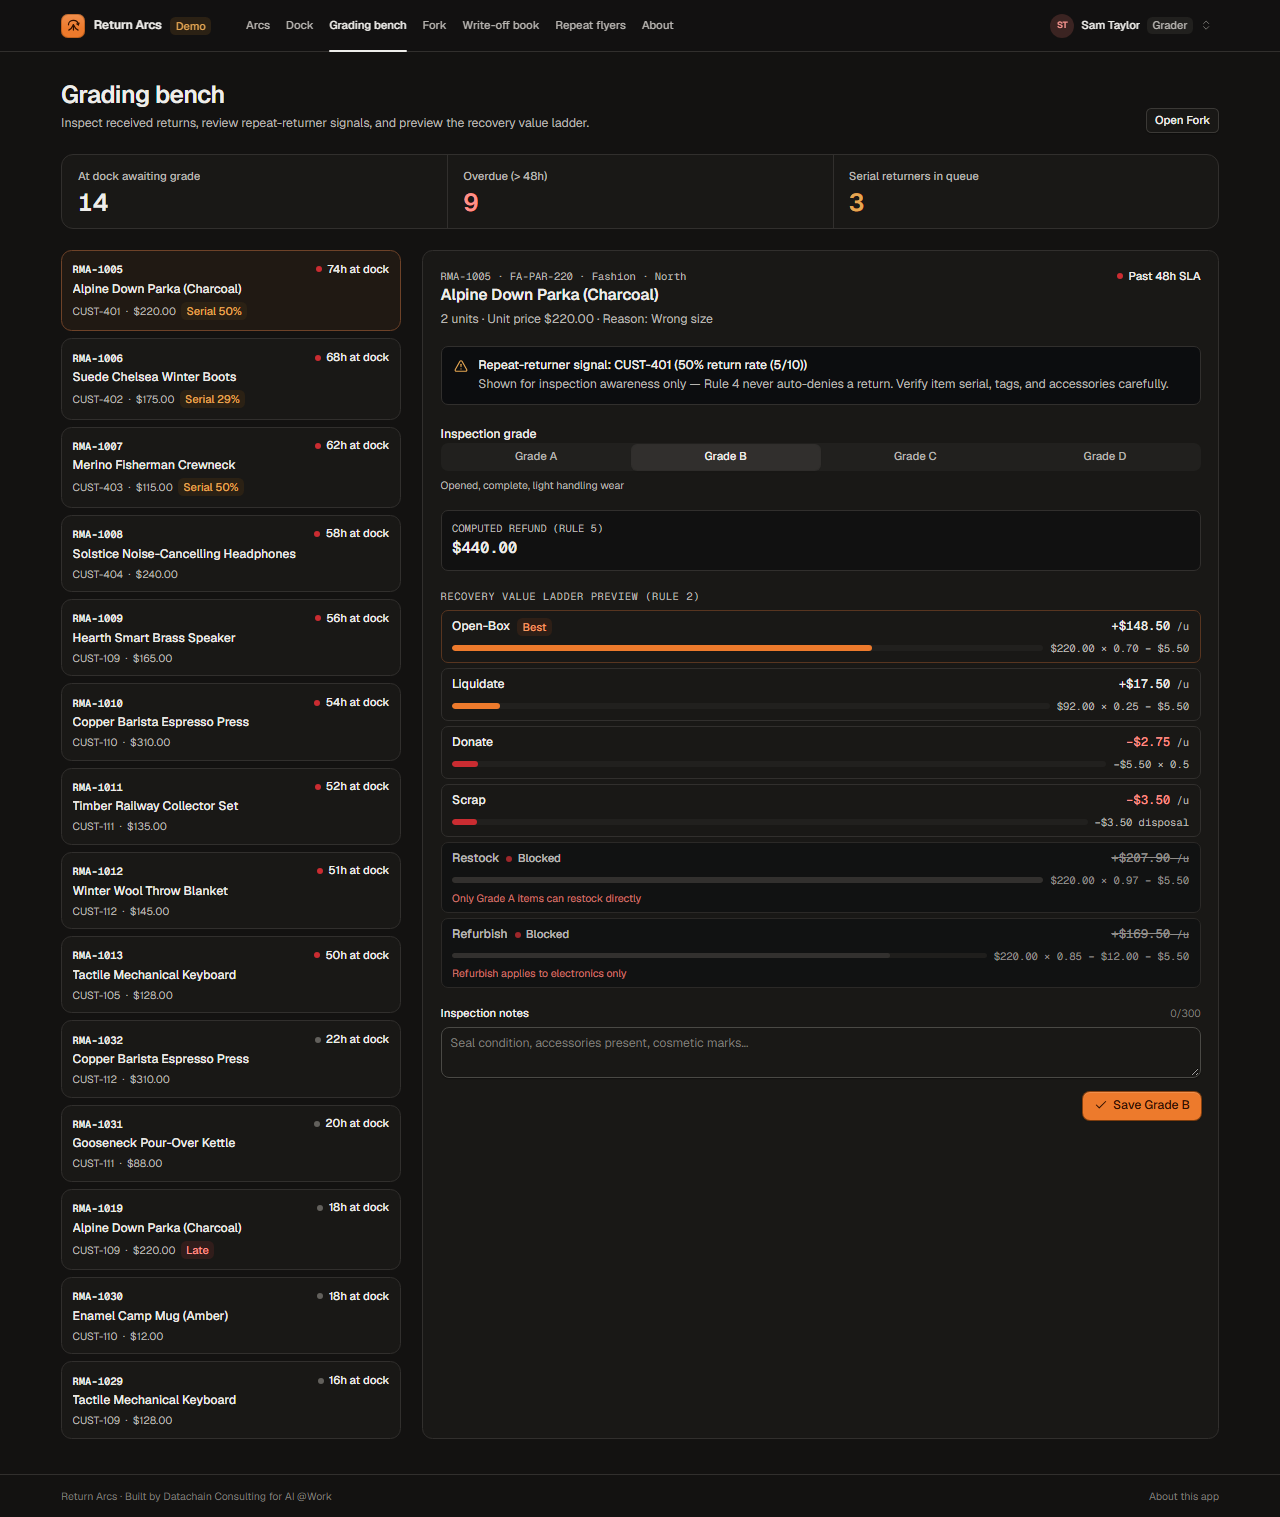 Return Arcs Demo Arcs Dock Grading bench Fork Write-off book Repeat flyers About ST Sam Taylor Grader
Grading bench
Inspect received returns, review repeat-returner signals, and preview the recovery value ladder.
Open Fork
At dock awaiting grade
14
Overdue (> 48h)
9
Serial returners in queue
3
RMA-1005 74h at dock
Alpine Down Parka (Charcoal)
CUST-401 · $220.00 Serial 50%
RMA-1006 68h at dock
Suede Chelsea Winter Boots
CUST-402 · $175.00 Serial 29%
RMA-1007 62h at dock
Merino Fisherman Crewneck
CUST-403 · $115.00 Serial 50%
RMA-1008 58h at dock
Solstice Noise-Cancelling Headphones
CUST-404 · $240.00
RMA-1009 56h at dock
Hearth Smart Brass Speaker
CUST-109 · $165.00
RMA-1010 54h at dock
Copper Barista Espresso Press
CUST-110 · $310.00
RMA-1011 52h at dock
Timber Railway Collector Set
CUST-111 · $135.00
RMA-1012 51h at dock
Winter Wool Throw Blanket
CUST-112 · $145.00
RMA-1013 50h at dock
Tactile Mechanical Keyboard
CUST-105 · $128.00
RMA-1032 22h at dock
Copper Barista Espresso Press
CUST-112 · $310.00
RMA-1031 20h at dock
Gooseneck Pour-Over Kettle
CUST-111 · $88.00
RMA-1019 18h at dock
Alpine Down Parka (Charcoal)
CUST-109 · $220.00 Late
RMA-1030 18h at dock
Enamel Camp Mug (Amber)
CUST-110 · $12.00
RMA-1029 16h at dock
Tactile Mechanical Keyboard
CUST-109 · $128.00
RMA-1005 · FA-PAR-220 · Fashion · North Past 48h SLA
Alpine Down Parka (Charcoal)
2 units · Unit price $220.00 · Reason: Wrong size
Repeat-returner signal: CUST-401 (50% return rate (5/10))
Shown for inspection awareness only — Rule 4 never auto-denies a return. Verify item serial, tags, and accessories carefully.
Inspection grade
Grade A Grade B Grade C Grade D
Opened, complete, light handling wear
COMPUTED REFUND (RULE 5)
$440.00
RECOVERY VALUE LADDER PREVIEW (RULE 2)
Open-Box Best +$148.50 /u
$220.00 × 0.70 − $5.50
Liquidate +$17.50 /u
$92.00 × 0.25 − $5.50
Donate −$2.75 /u
−$5.50 × 0.5
Scrap −$3.50 /u
−$3.50 disposal
Restock Blocked +$207.90 /u
$220.00 × 0.97 − $5.50
Only Grade A items can restock directly
Refurbish Blocked +$169.50 /u
$220.00 × 0.85 − $12.00 − $5.50
Refurbish applies to electronics only
Inspection notes 0/300
Seal condition, accessories present, cosmetic marks…
Save Grade B
Return Arcs · Built by Datachain Consulting for AI @Work About this app